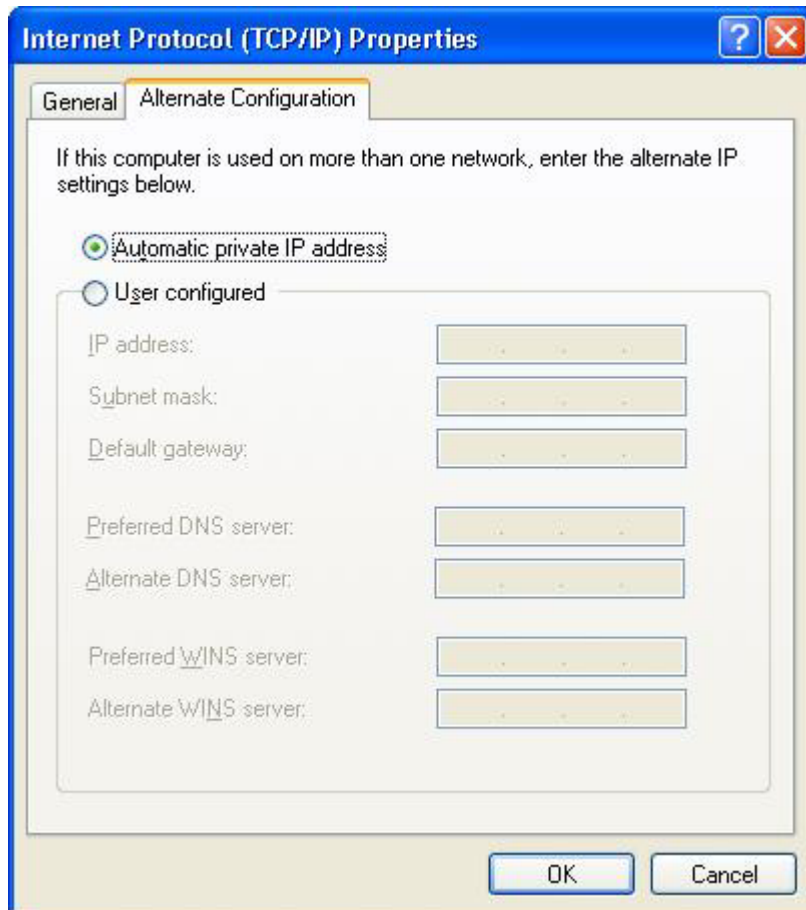 Internet Protocol (TCP/IP) Properties
General
Alternate Configuration
If this computer is used on more than one network, enter the alternate IP
settings below.
Automatic private IP address
User configured
IP address:
Subnet mask:
Default gateway:
Preferred DNS server:
Alternate DNS server:
Preferred WINS server:
Alternate WINS server:
OK
Cancel